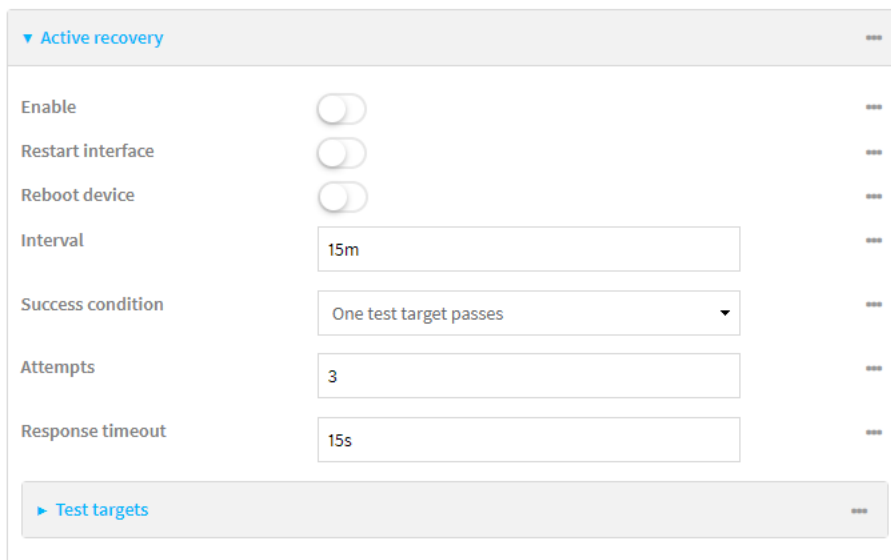 Active recovery
Enable
Restart interface
Reboot device
Interval
15m
Success condition
One test target passes
Attempts
3
Response timeout
15s
Test targets